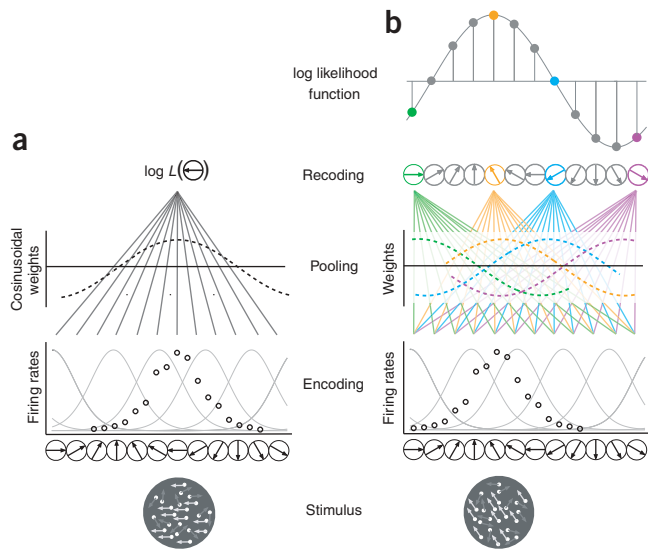 a
log L( )
Cosinusoidal
weights
Firing rates
b
log likelihood
function
Recoding
Pooling
Encoding
Stimulus
Weights
Firing rates